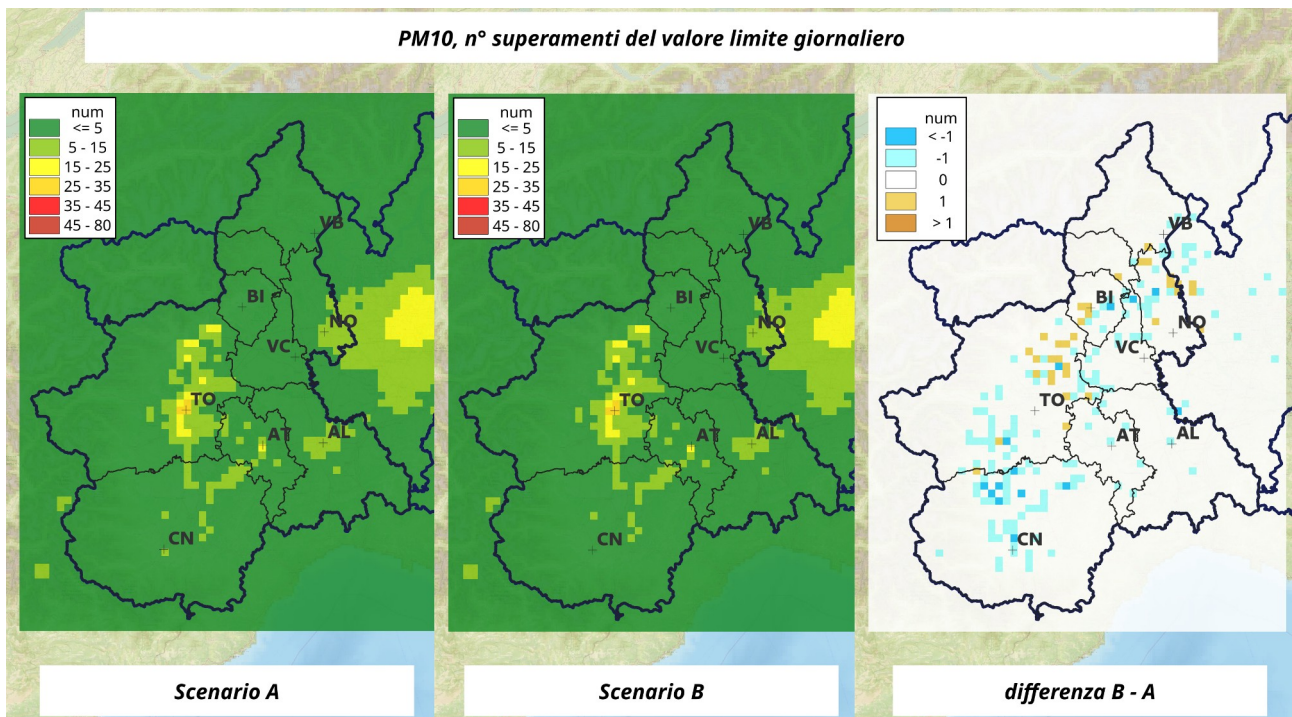 PM10, n° superamenti del valore limite giornaliero
num
<= 5
5 - 15
15 - 25
25 - 35
35 - 45
45 - 80
VB
BI
NO
VC
TO
AT
AL
CN
num
<= 5
5 - 15
15 - 25
25 - 35
35 - 45
45 - 80
VB
BI
NO
VC
TO
AT
AL
CN
num
< -1
-1
0
1
> 1
VB
BI
NO
VC
TO
AT
AL
CN
Scenario A
Scenario B
differenza B - A